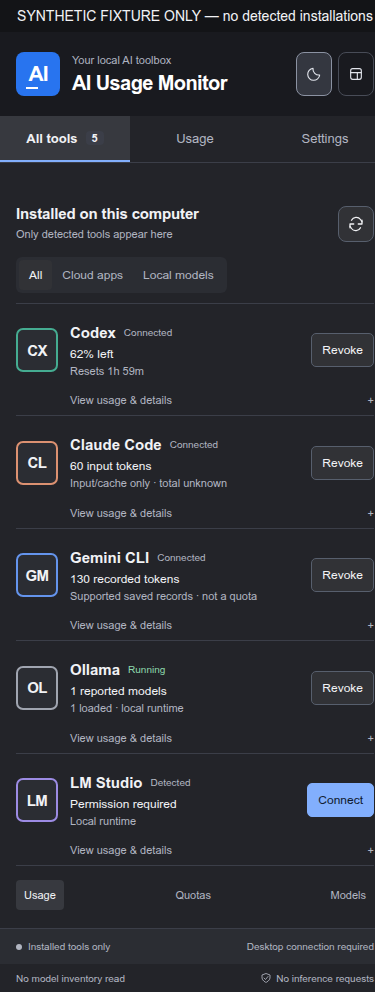 SYNTHETIC FIXTURE ONLY — no detected installations
AI
Your local AI toolbox
AI Usage Monitor
All tools 5
Usage
Settings
Installed on this computer
Only detected tools appear here
All
Cloud apps
Local models
CX
Codex Connected
62% left
Resets 1h 59m
Revoke
View usage & details +
CL
Claude Code Connected
60 input tokens
Input/cache only · total unknown
Revoke
View usage & details +
GM
Gemini CLI Connected
130 recorded tokens
Supported saved records · not a quota
Revoke
View usage & details +
OL
Ollama Running
1 reported models
1 loaded · local runtime
Revoke
View usage & details +
LM
LM Studio Detected
Permission required
Local runtime
Connect
View usage & details +
Usage
Quotas
Models
Installed tools only
Desktop connection required
No model inventory read
No inference requests